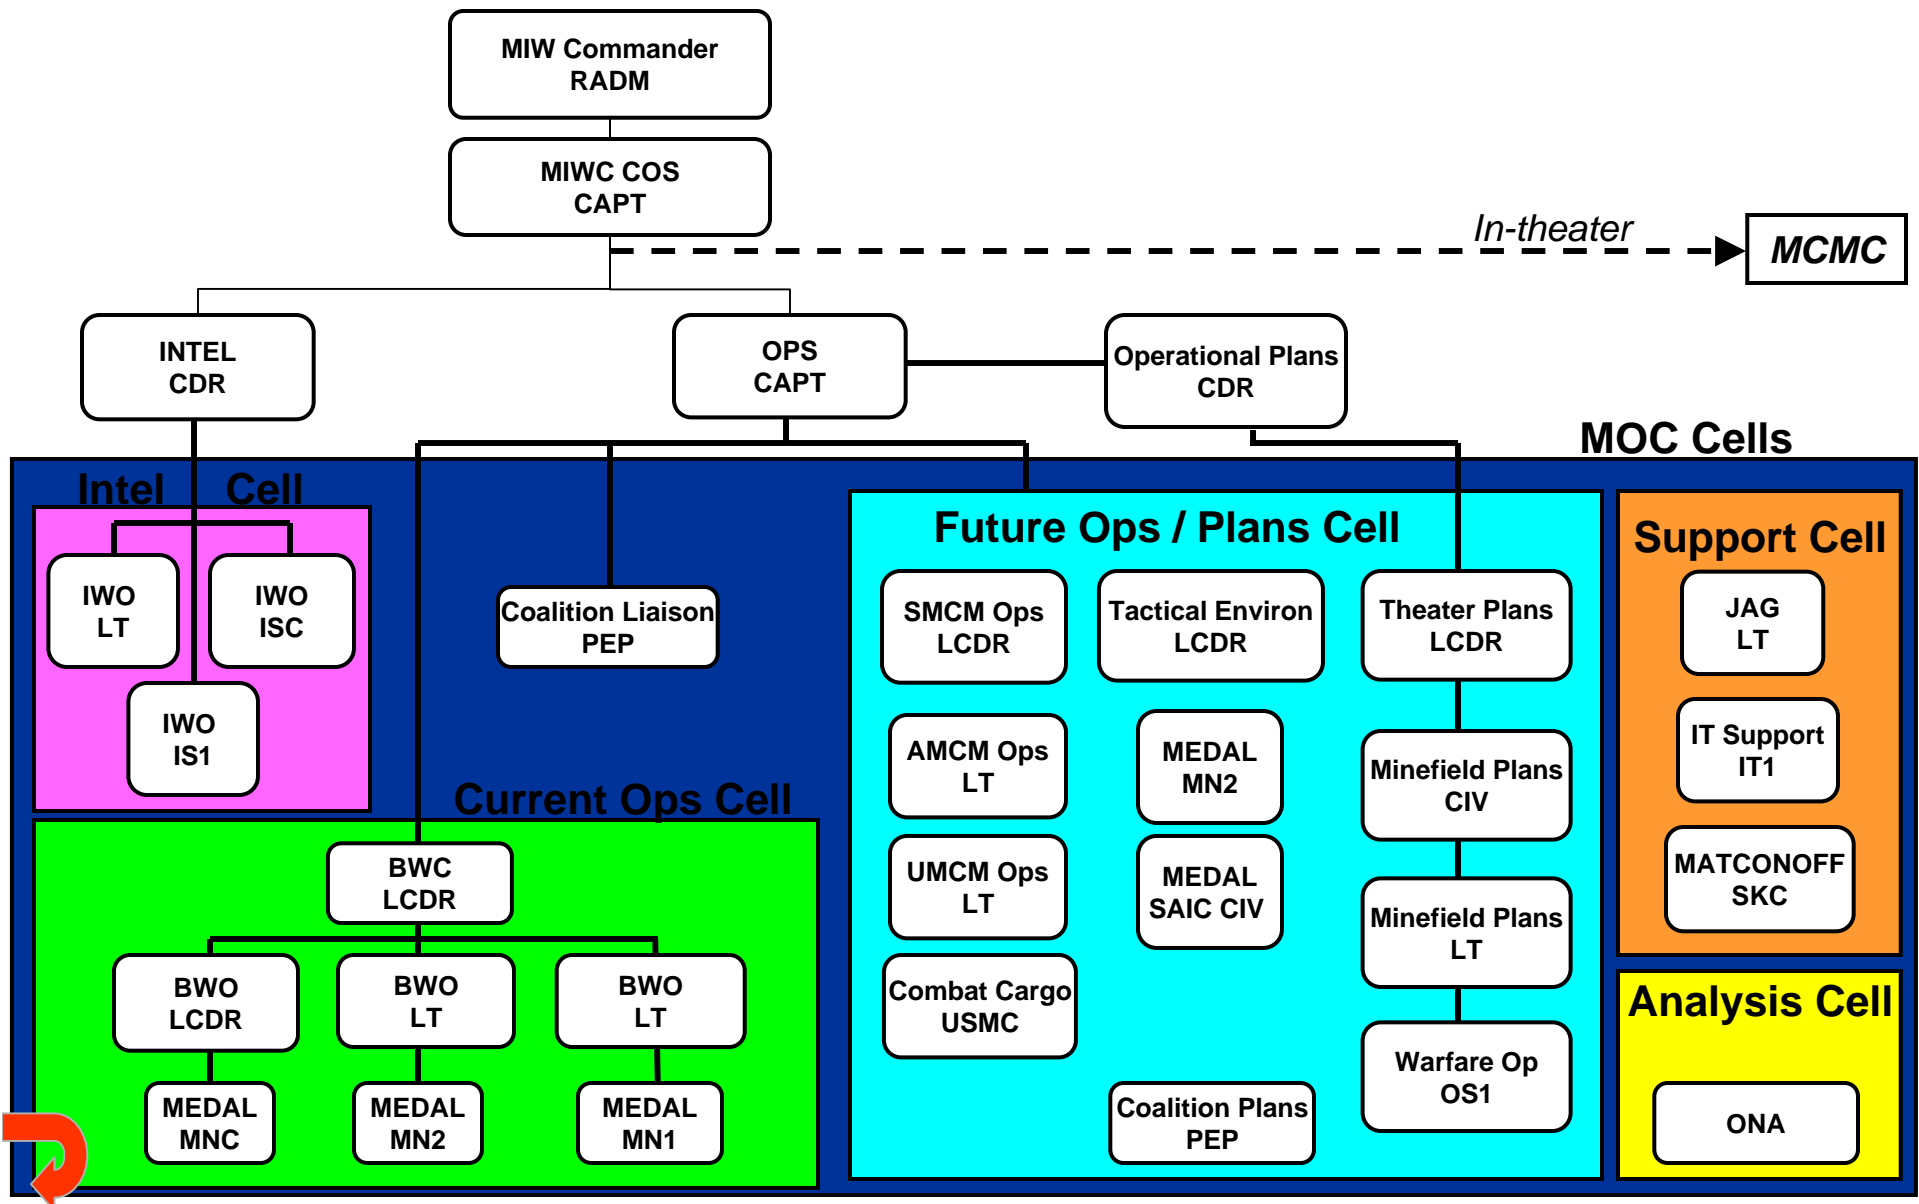 MIW Commander
RADM
MIWC COS
CAPT
In-theater
MCMC
INTEL
CDR
OPS
CAPT
Operational Plans
CDR
MOC Cells
Intel Cell
IWO
LT
IWO
ISC
IWO
IS1
Coalition Liaison
PEP
Current Ops Cell
BWC
LCDR
BWO
LCDR
BWO
LT
BWO
LT
MEDAL
MNC
MEDAL
MN2
MEDAL
MN1
Future Ops / Plans Cell
SMCM Ops
LCDR
Tactical Environ
LCDR
Theater Plans
LCDR
AMCM Ops
LT
MEDAL
MN2
Minefield Plans
CIV
UMCM Ops
LT
MEDAL
SAIC CIV
Minefield Plans
LT
Combat Cargo
USMC
Warfare Op
OS1
Coalition Plans
PEP
Support Cell
JAG
LT
IT Support
IT1
MATCONOFF
SKC
Analysis Cell
ONA